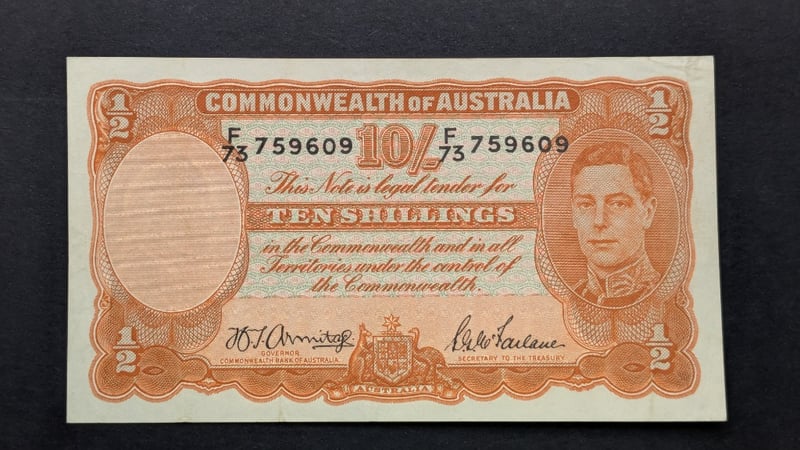 COMMONWEALTH OF AUSTRALIA
1/2 1/2
F/73 759609 10/- F/73 759609
This Note is legal tender for
TEN SHILLINGS
in the Commonwealth and in all
Territories under the control of
the Commonwealth.
H.T. Armitage S.G. McFarlane
GOVERNOR SECRETARY TO THE TREASURY
COMMONWEALTH BANK OF AUSTRALIA.
1/2 1/2
AUSTRALIA